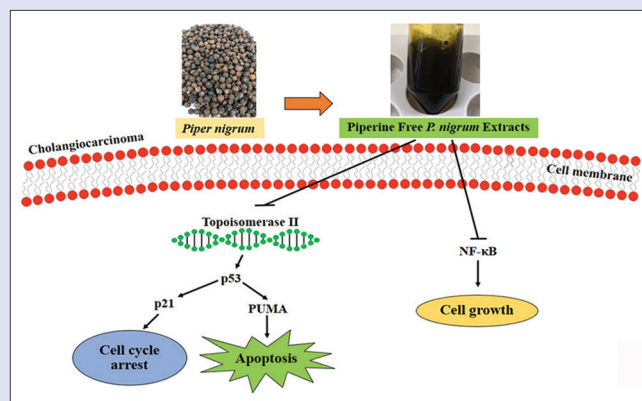 Piper nigrum
Piperine Free P. nigrum Extracts
Cholangiocarcinoma
Cell membrane
Topoisomerase II
NF-κB
p53
p21
PUMA
Cell growth
Cell cycle
arrest
Apoptosis